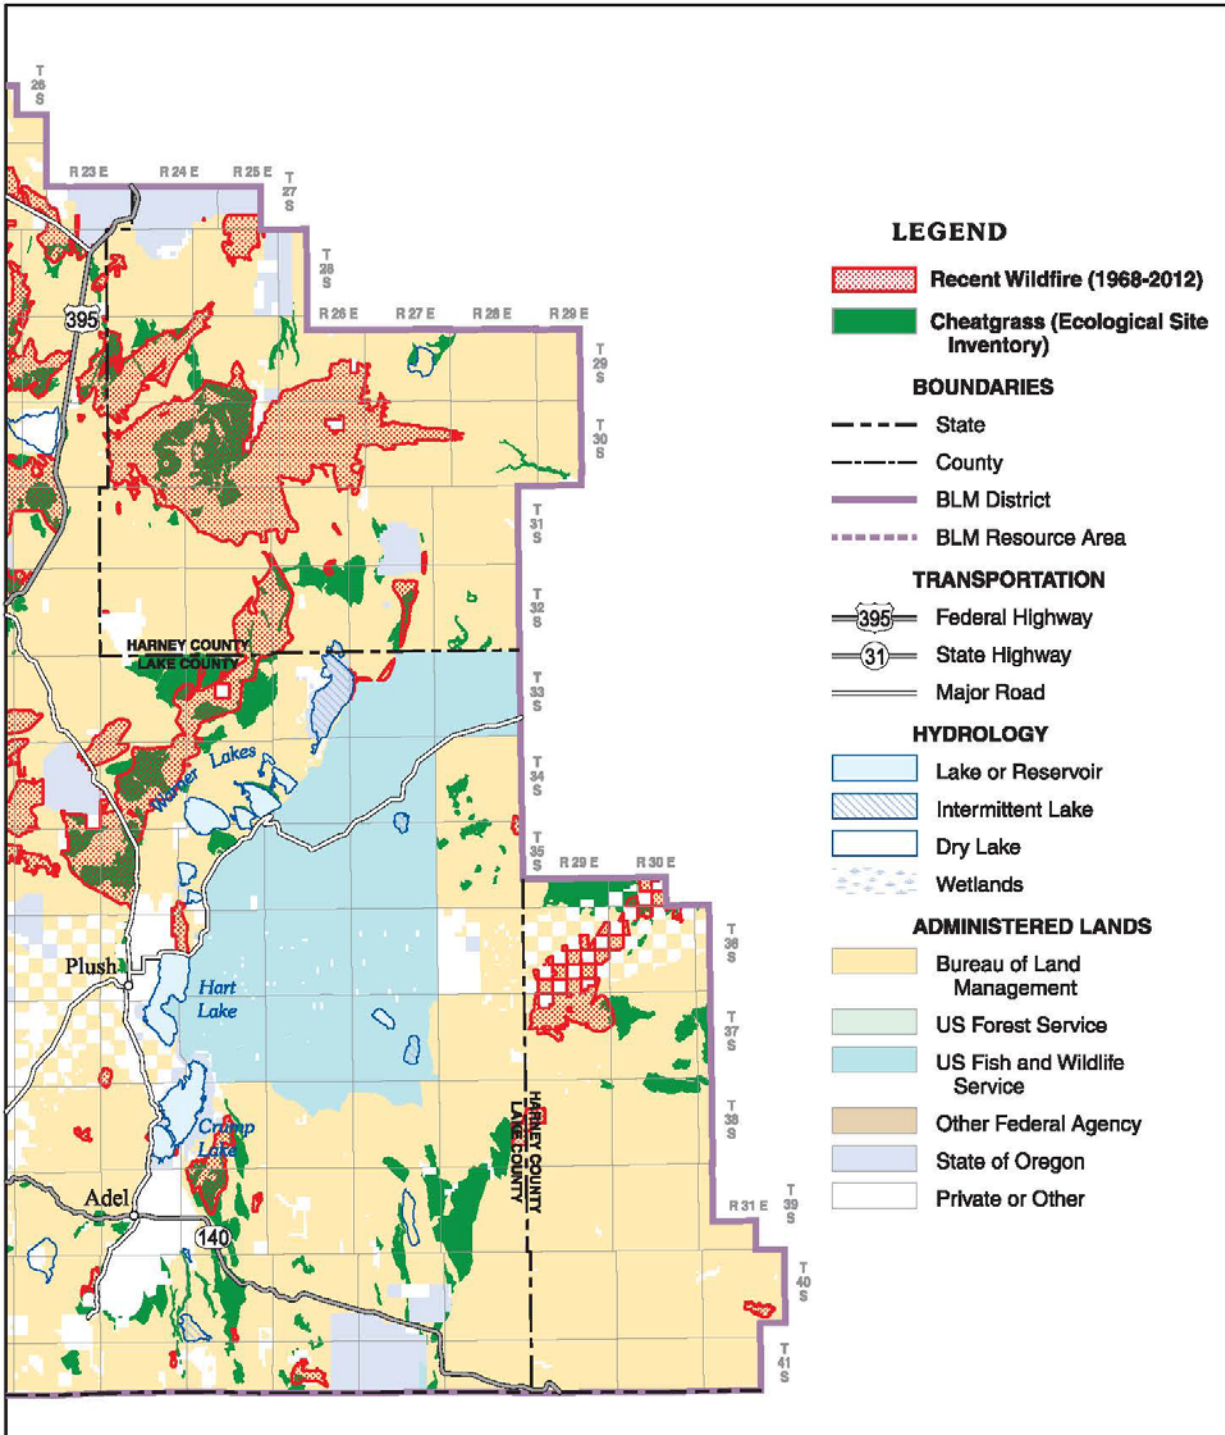 T
26
S
R 23 E
R 24 E
R 25 E
T
27
S
T
28
S
R 26 E
R 27 E
R 28 E
R 29 E
395
T
29
S
T
30
S
T
31
S
T
32
S
HARNEY COUNTY
LAKE COUNTY
T
33
S
Warner Lakes
T
34
S
T
35
S
R 29 E
R 30 E
T
36
S
Plush
Hart
Lake
T
37
S
HARNEY COUNTY
LAKE COUNTY
T
38
S
Crump
Lake
Adel
140
R 31 E
T
39
S
T
40
S
T
41
S
LEGEND
Recent Wildfire (1968-2012)
Cheatgrass (Ecological Site
Inventory)
BOUNDARIES
State
County
BLM District
BLM Resource Area
TRANSPORTATION
395
Federal Highway
31
State Highway
Major Road
HYDROLOGY
Lake or Reservoir
Intermittent Lake
Dry Lake
Wetlands
ADMINISTERED LANDS
Bureau of Land
Management
US Forest Service
US Fish and Wildlife
Service
Other Federal Agency
State of Oregon
Private or Other